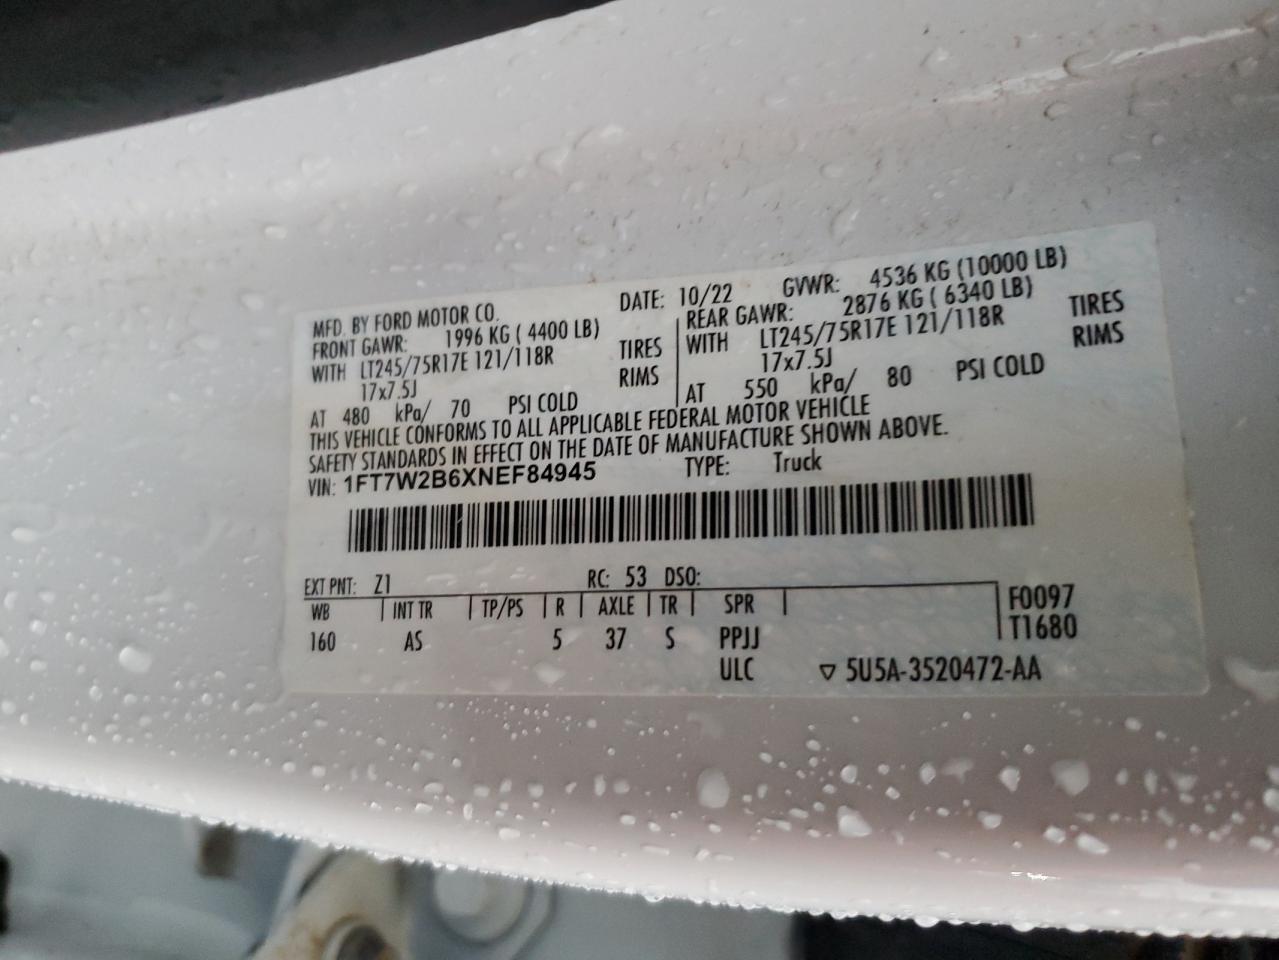 MFD. BY FORD MOTOR CO. DATE: 10/22 GVWR: 4536 KG (10000 LB)
FRONT GAWR: 1996 KG ( 4400 LB) REAR GAWR: 2876 KG ( 6340 LB)
WITH LT245/75R17E 121/118R TIRES WITH LT245/75R17E 121/118R TIRES
17x7.5J RIMS 17x7.5J RIMS
AT 480 kPa/ 70 PSI COLD AT 550 kPa/ 80 PSI COLD
THIS VEHICLE CONFORMS TO ALL APPLICABLE FEDERAL MOTOR VEHICLE
SAFETY STANDARDS IN EFFECT ON THE DATE OF MANUFACTURE SHOWN ABOVE.
VIN: 1FT7W2B6XNEF84945 TYPE: Truck
EXT PNT: Z1 RC: 53 DSO:
WB INT TR TP/PS R AXLE TR SPR F0097
160 AS 5 37 S PPJJ T1680
ULC ▽ 5U5A-3520472-AA